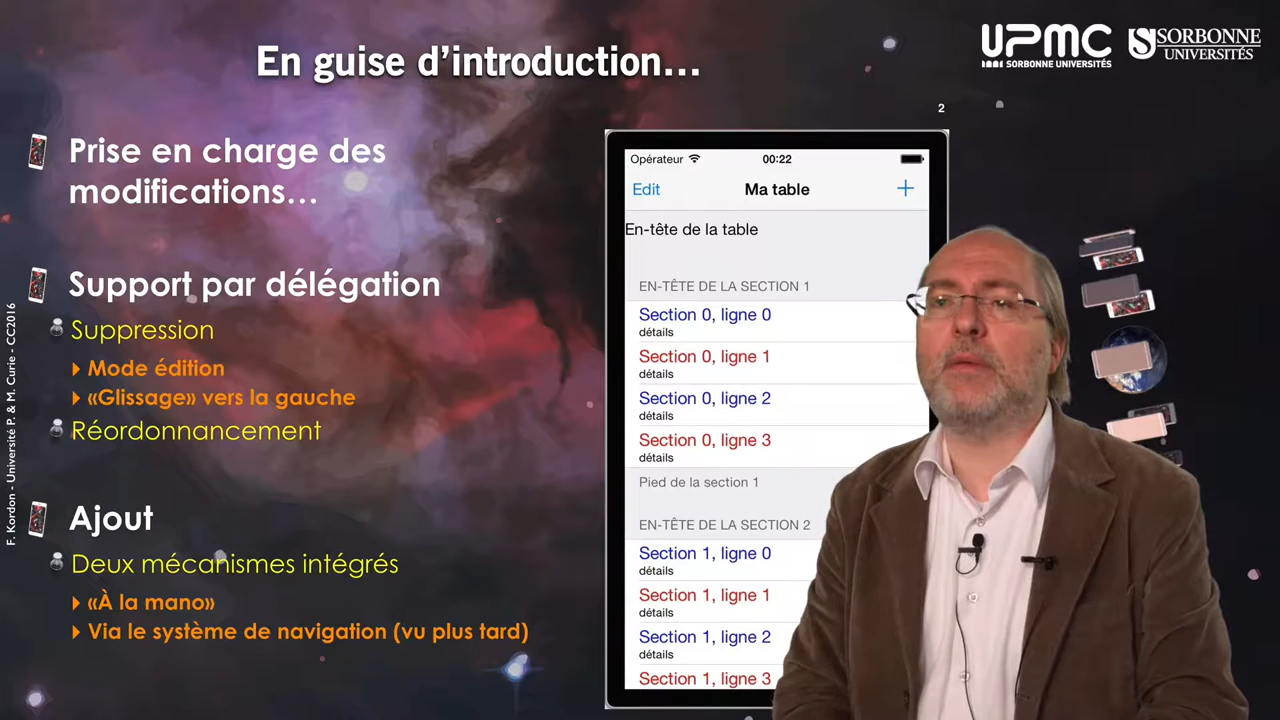 En guise d'introduction...
UPMC
SORBONNE UNIVERSITÉS
SORBONNE
UNIVERSITÉS
2
Prise en charge des
modifications...
Support par délégation
Suppression
Mode édition
«Glissage» vers la gauche
Réordonnancement
Ajout
Deux mécanismes intégrés
«À la mano»
Via le système de navigation (vu plus tard)
F. Kordon - Université P. & M. Curie - CC2016
Opérateur 00:22
Edit Ma table +
En-tête de la table
EN-TÊTE DE LA SECTION 1
Section 0, ligne 0
détails
Section 0, ligne 1
détails
Section 0, ligne 2
détails
Section 0, ligne 3
détails
Pied de la section 1
EN-TÊTE DE LA SECTION 2
Section 1, ligne 0
détails
Section 1, ligne 1
détails
Section 1, ligne 2
détails
Section 1, ligne 3